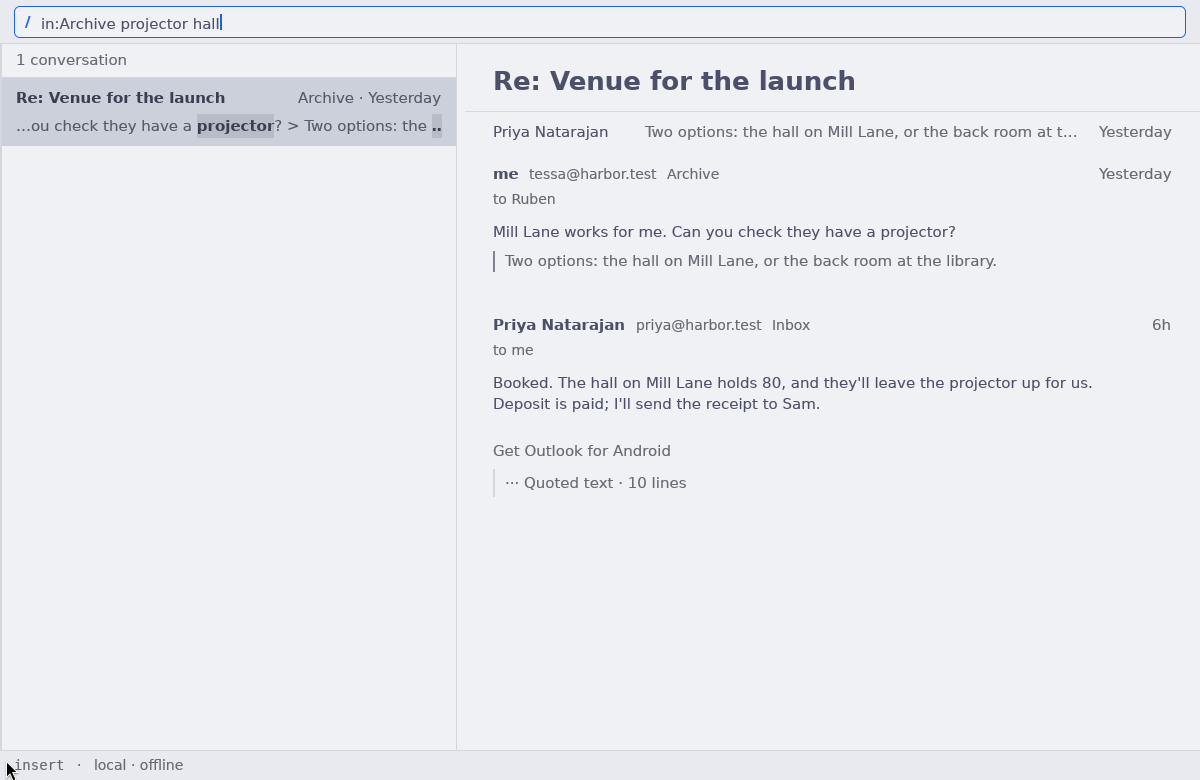 / in:Archive projector hall
1 conversation
Re: Venue for the launch Archive · Yesterday
…ou check they have a projector? > Two options: the …
Re: Venue for the launch
Priya Natarajan Two options: the hall on Mill Lane, or the back room at t… Yesterday
me tessa@harbor.test Archive Yesterday
to Ruben
Mill Lane works for me. Can you check they have a projector?
Two options: the hall on Mill Lane, or the back room at the library.
Priya Natarajan priya@harbor.test Inbox 6h
to me
Booked. The hall on Mill Lane holds 80, and they'll leave the projector up for us.
Deposit is paid; I'll send the receipt to Sam.
Get Outlook for Android
··· Quoted text · 10 lines
insert · local · offline